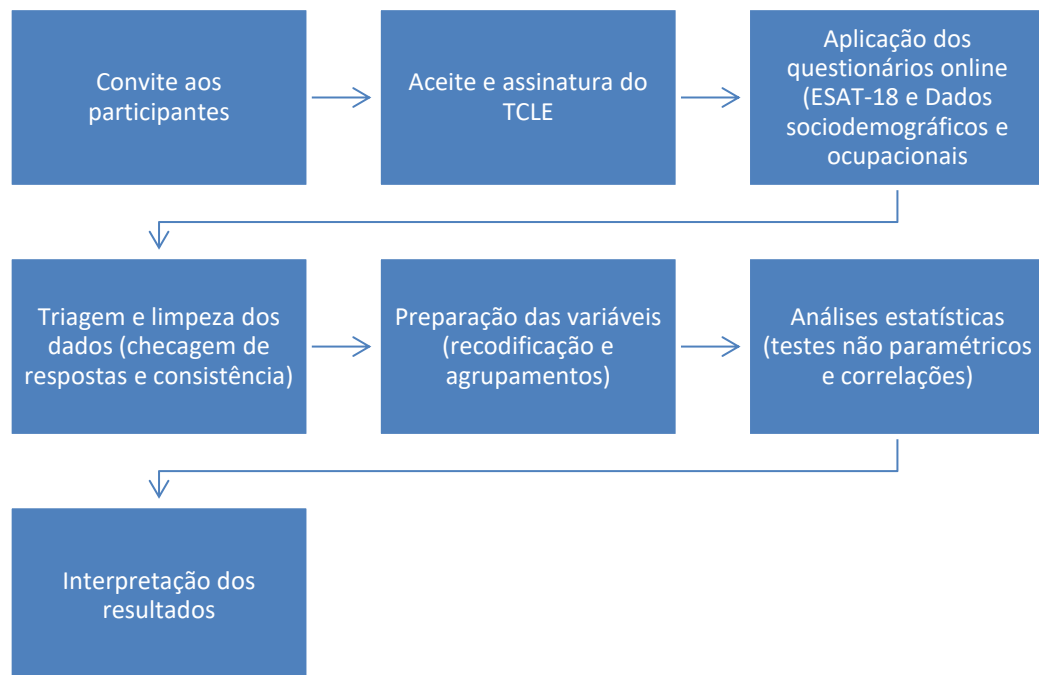 Convite aos
participantes
Aceite e assinatura do
TCLE
Aplicação dos
questionários online
(ESAT-18 e Dados
sociodemográficos e
ocupacionais
Triagem e limpeza dos
dados (checagem de
respostas e consistência)
Preparação das variáveis
(recodificação e
agrupamentos)
Análises estatísticas
(testes não paramétricos
e correlações)
Interpretação dos
resultados